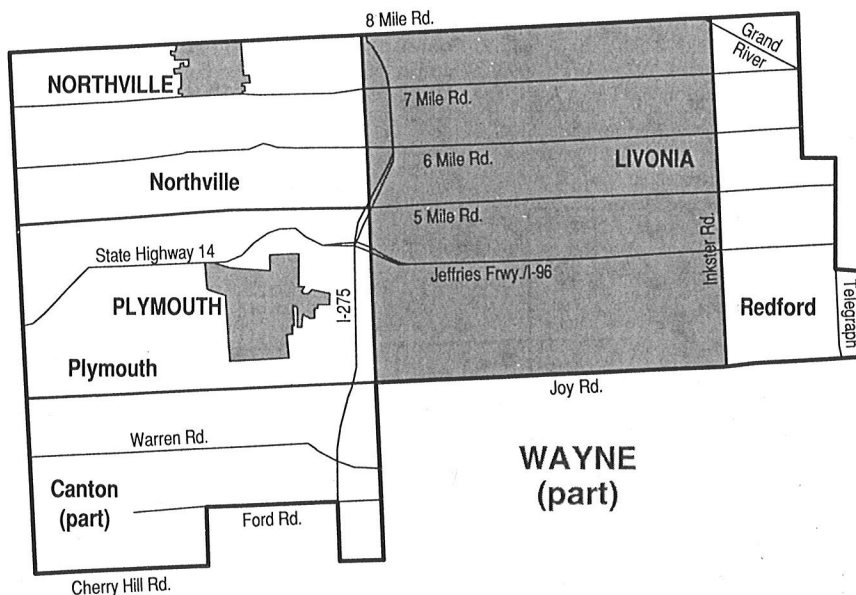 8 Mile Rd.
Grand
River
NORTHVILLE
7 Mile Rd.
6 Mile Rd.
LIVONIA
Northville
5 Mile Rd.
Inkster Rd.
State Highway 14
Jeffries Frwy./I-96
PLYMOUTH
I-275
Redford
Telegraph
Plymouth
Joy Rd.
Warren Rd.
WAYNE
(part)
Canton
(part)
Ford Rd.
Cherry Hill Rd.